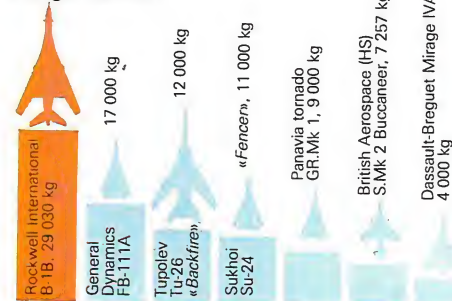 Rockwell International
B-1B. 29 030 kg
General
Dynamics
FB-111A
17 000 kg
Tupolev
Tu-26
«Backfire».
12 000 kg
Sukhoi
Su-24
«Fencer», 11 000 kg
Panavia tornado
GR.Mk 1, 9 000 kg
British Aerospace (HS)
S.Mk 2 Buccaneer, 7 257 kg
Dassault-Breguet Mirage IVA
4 000 kg